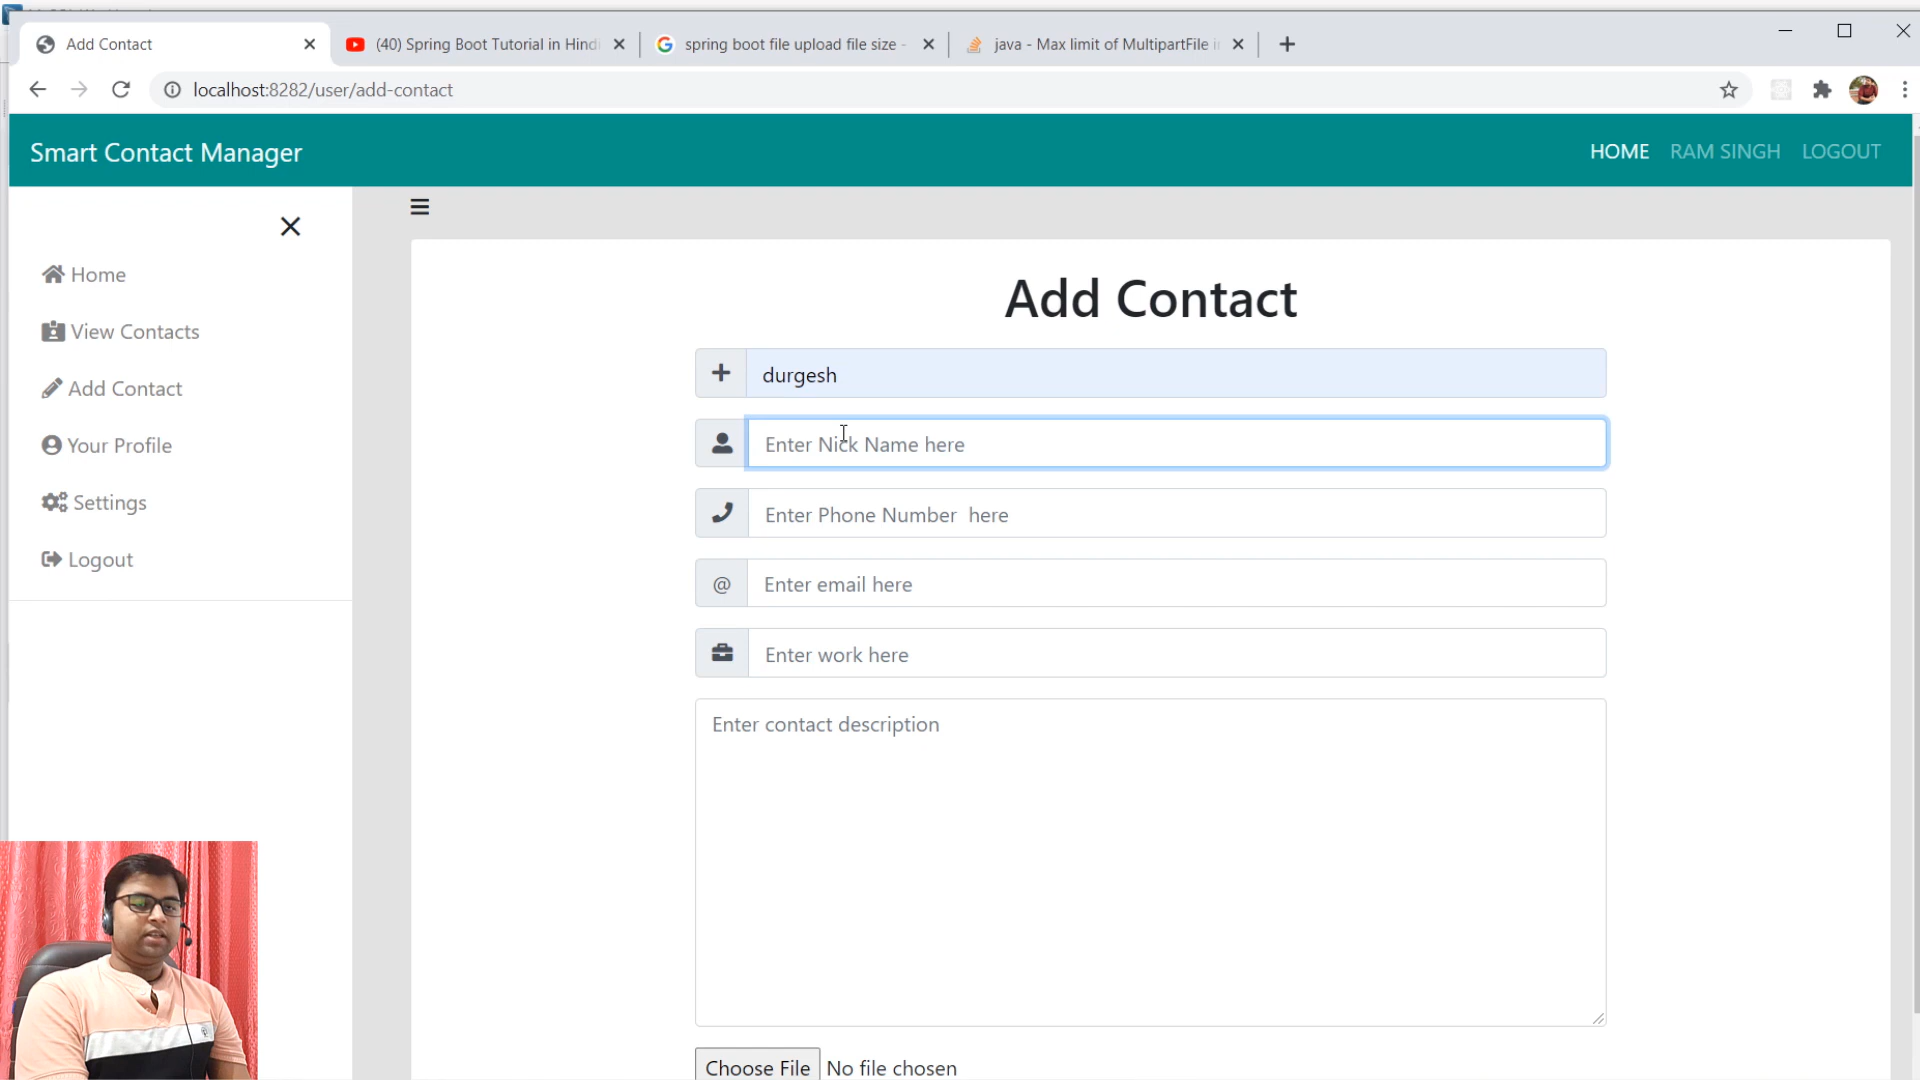 Add Contact
(40) Spring Boot Tutorial in Hindi
spring boot file upload file size -
java - Max limit of MultipartFile in
localhost:8282/user/add-contact
Smart Contact Manager
HOME RAM SINGH LOGOUT
Home
View Contacts
Add Contact
Your Profile
Settings
Logout
Add Contact
durgesh
Enter Nick Name here
Enter Phone Number here
@ Enter email here
Enter work here
Enter contact description
Choose File No file chosen